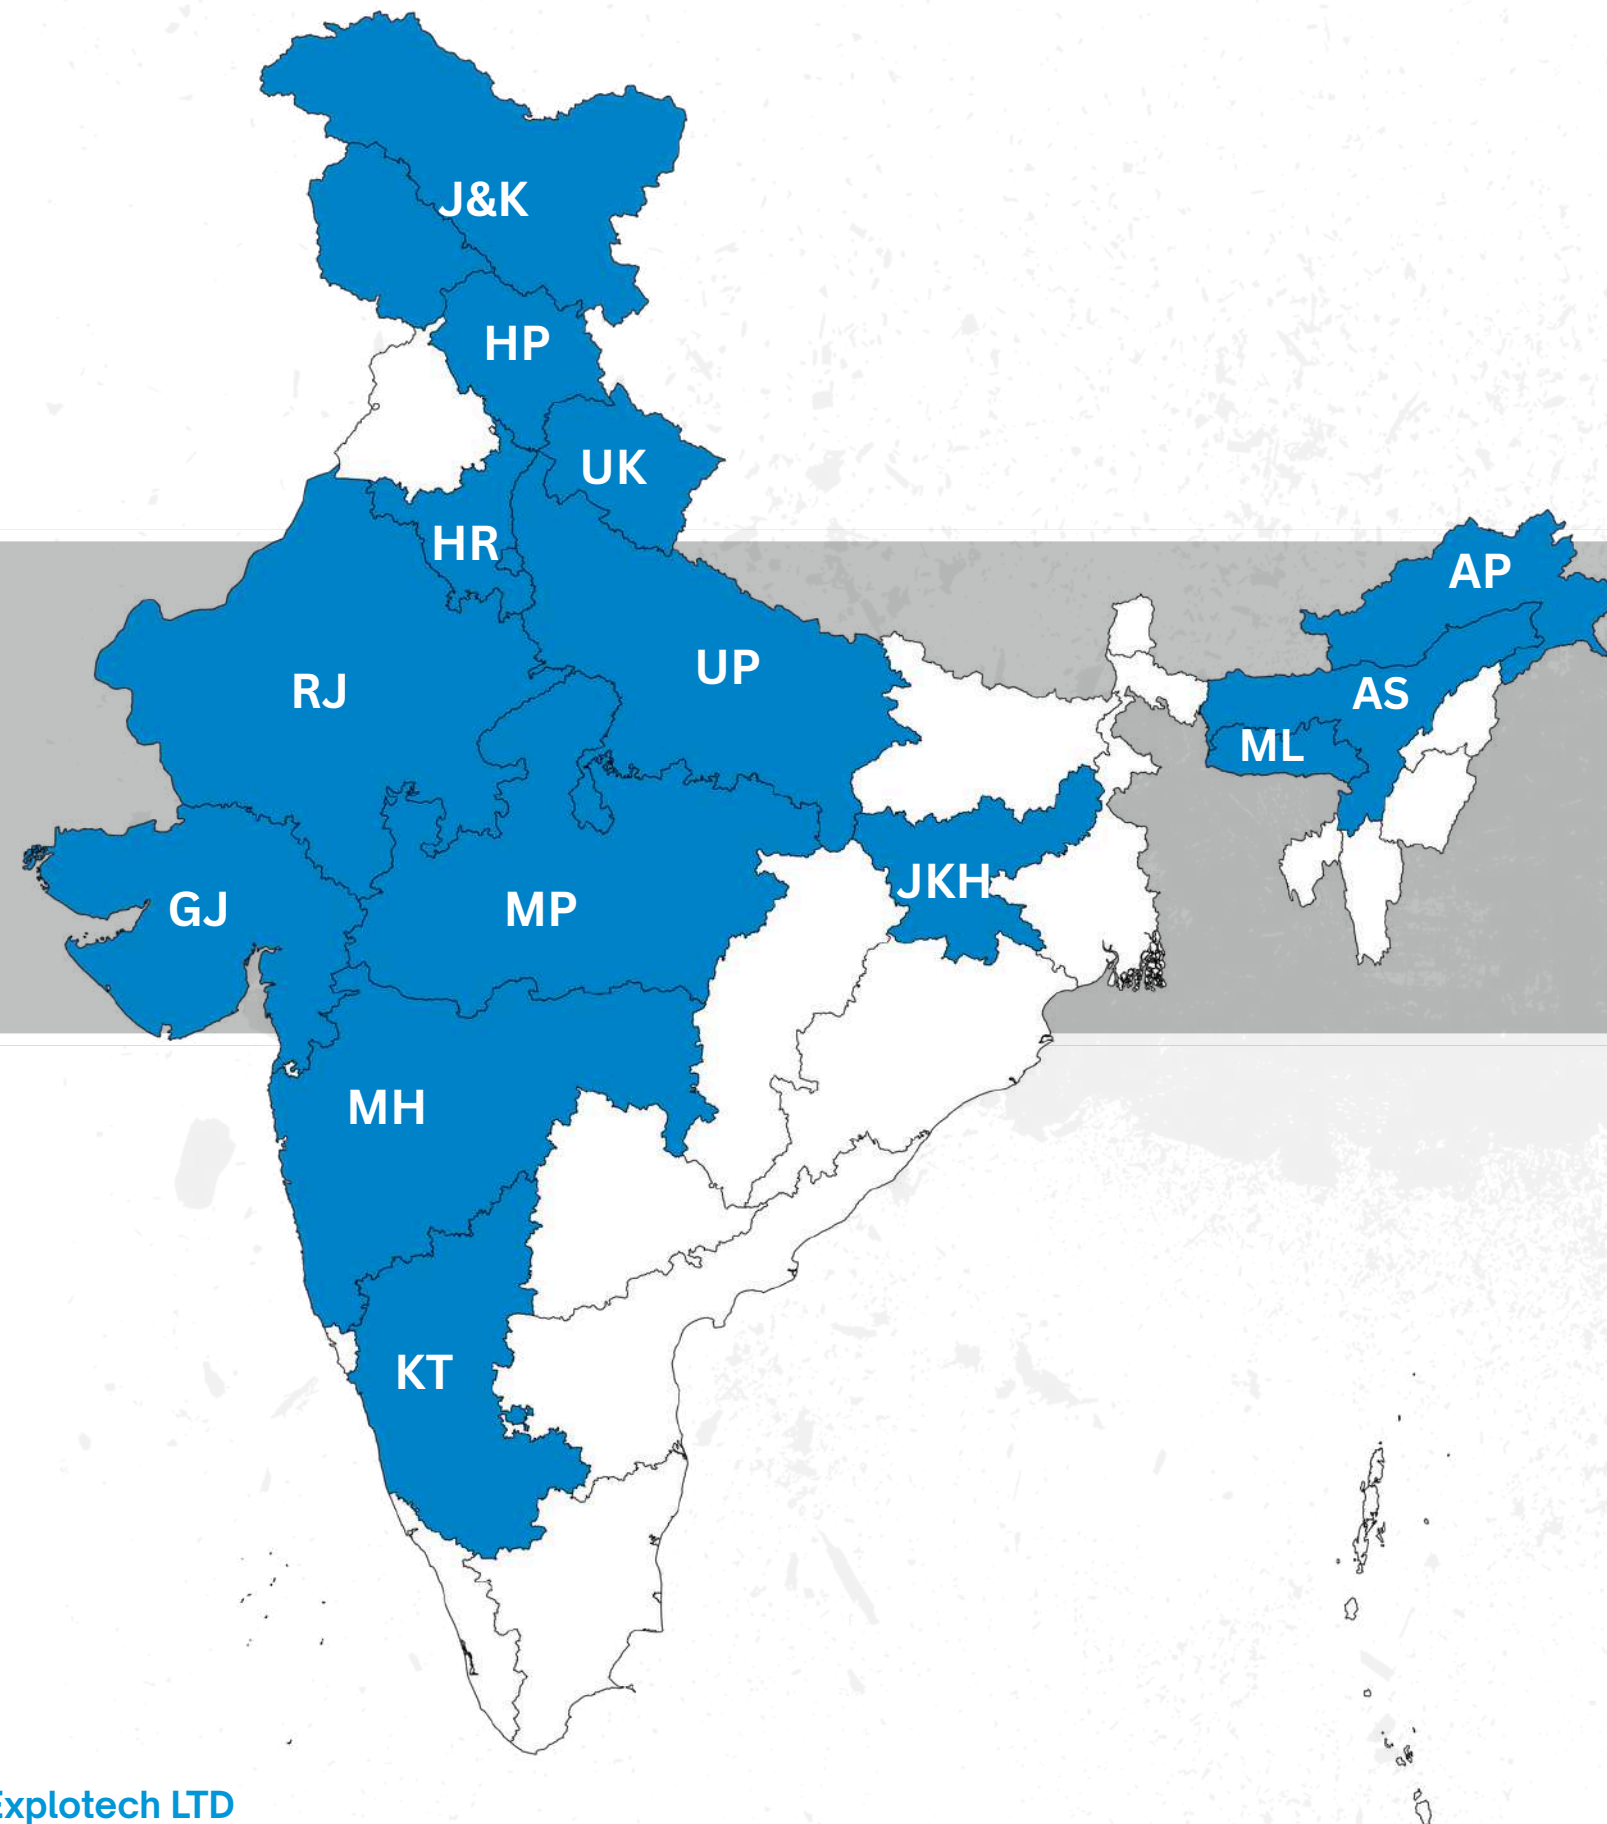 J&K
HP
UK
HR
AP
UP
RJ
AS
ML
JKH
GJ
MP
MH
KT
Explotech LTD